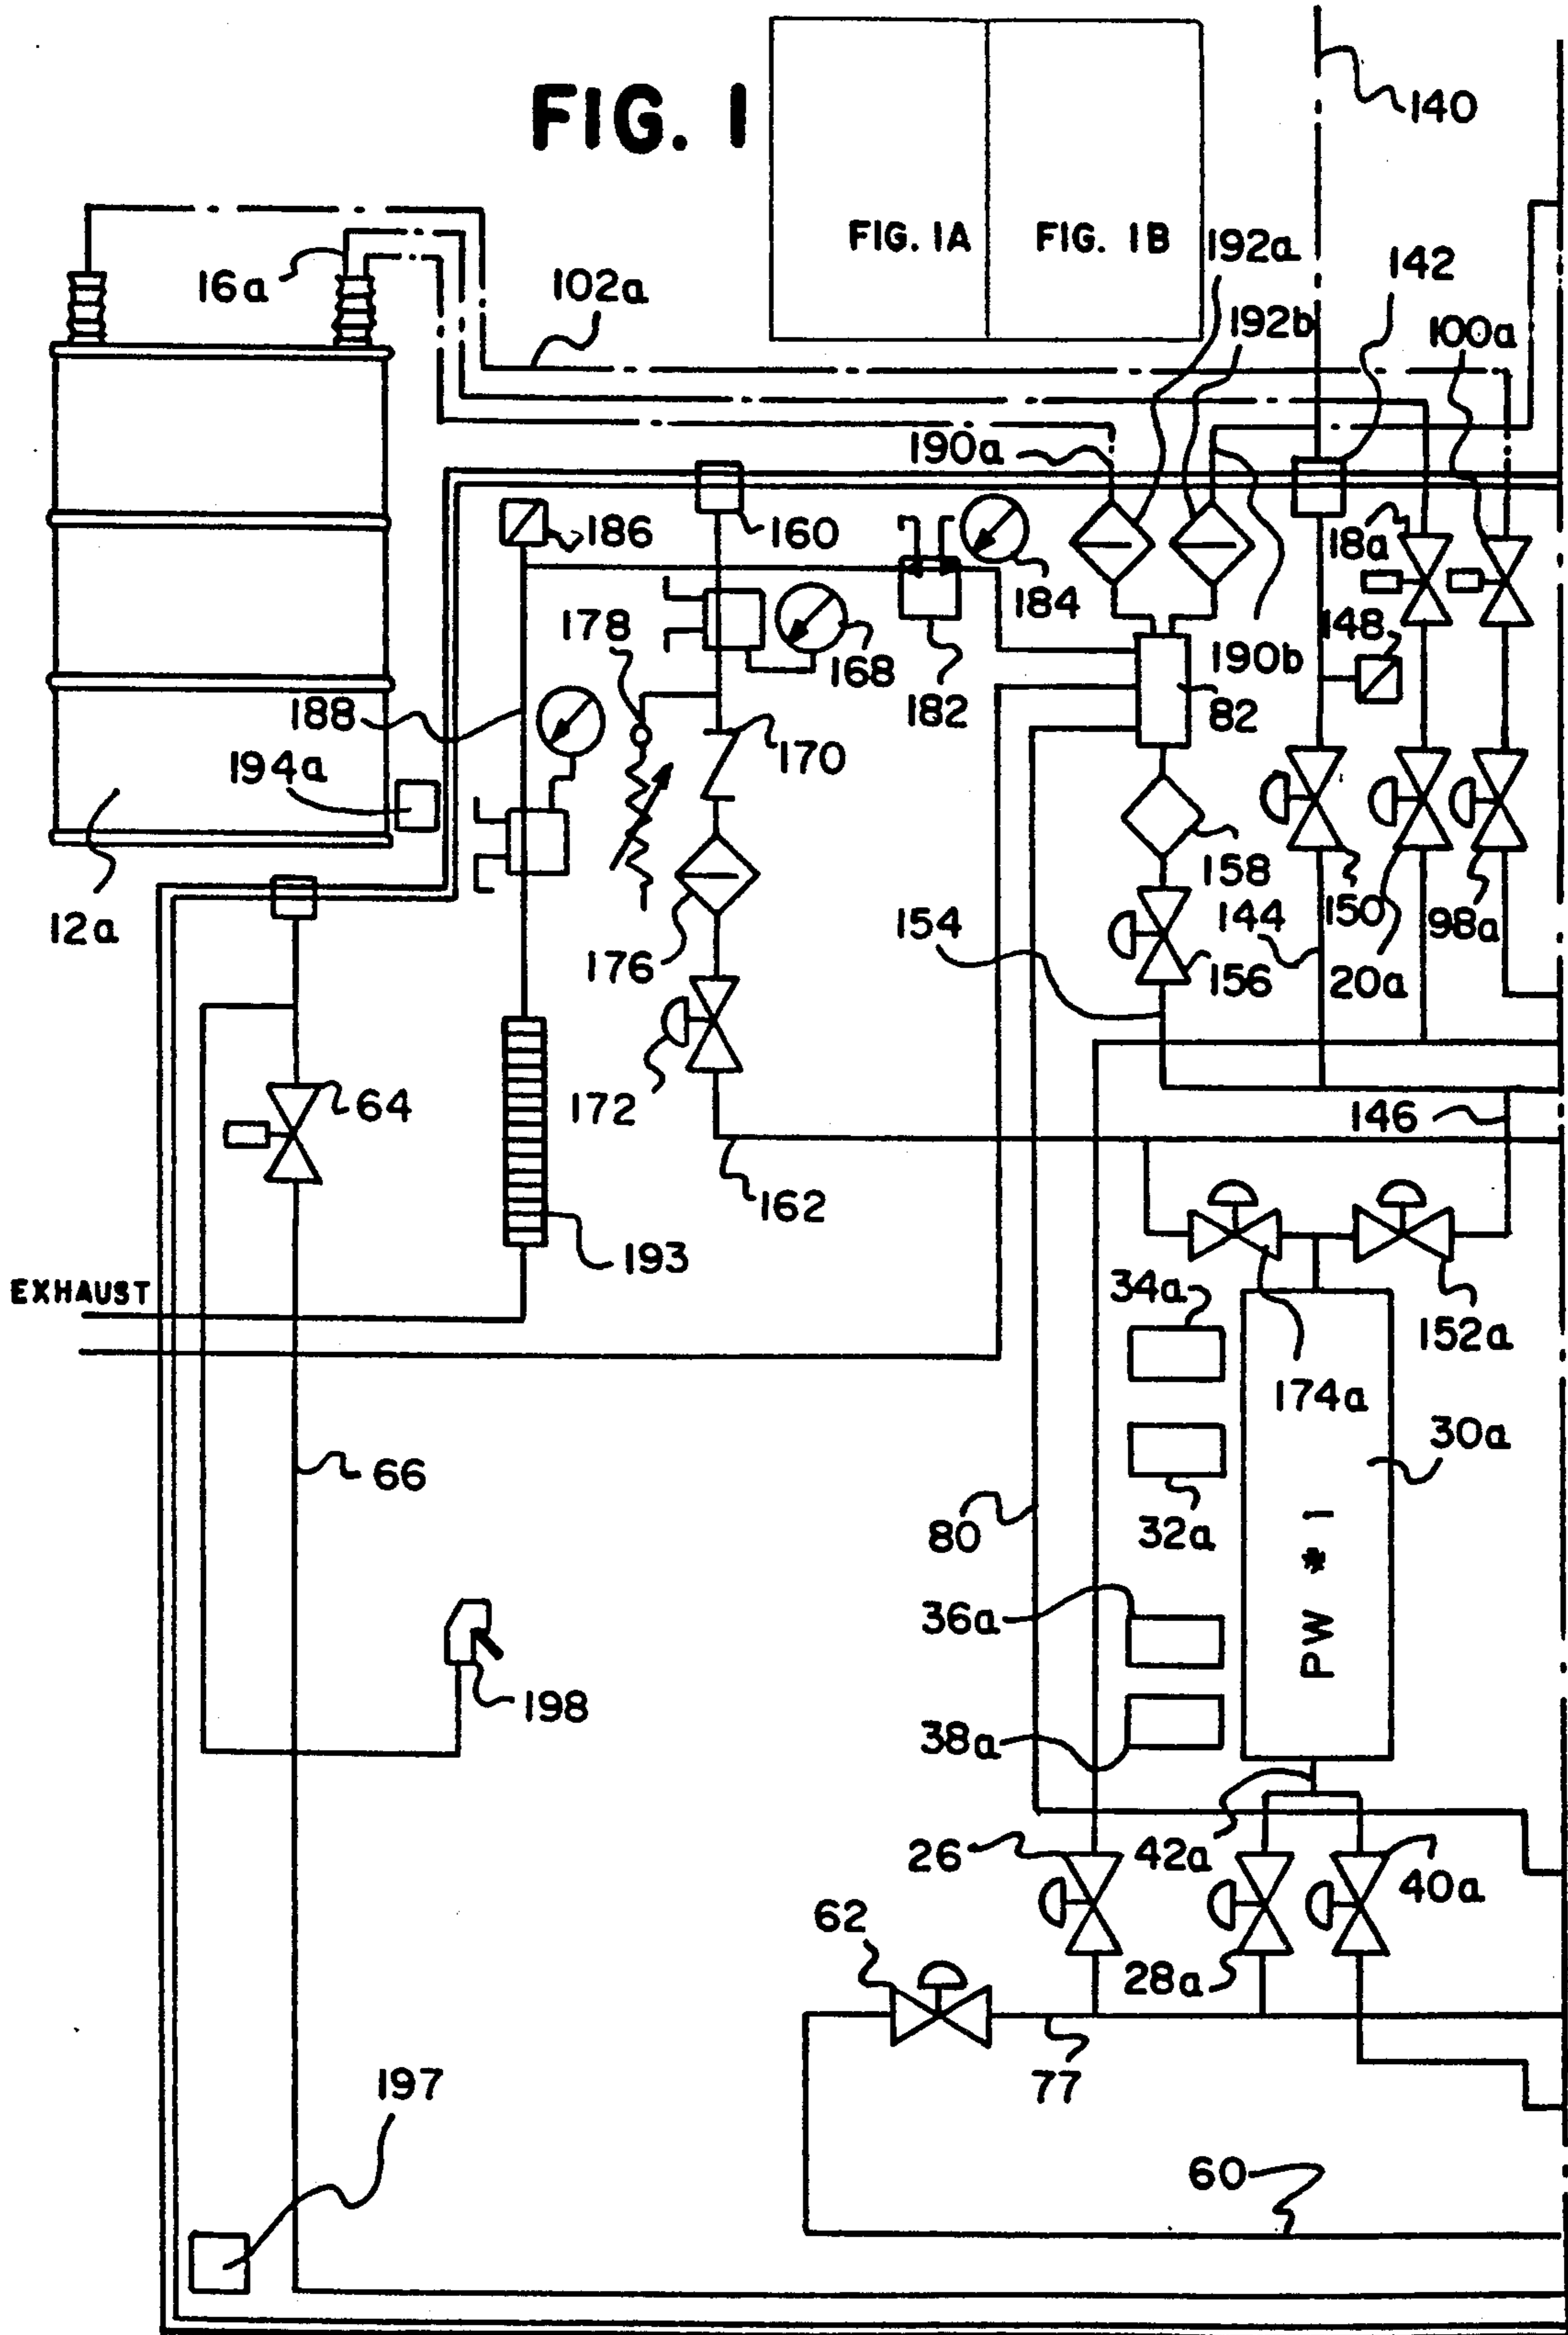 FIG. 1
FIG. 1A
FIG. 1B
140
16a
102a
192a
142
192b
100a
190a
186
160
184
18a
178
168
182
190b
148
188
170
82
194a
158
12a
176
154
144
150
98a
156
20a
64
172
146
162
193
EXHAUST
34a
152a
174a
30a
66
80
32a
PW * 1
36a
198
38a
26
42a
40a
62
28a
77
197
60